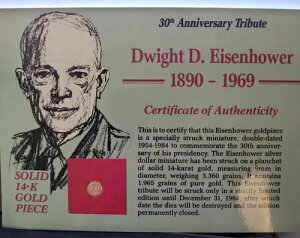 30th Anniversary Tribute
Dwight D. Eisenhower
1890 - 1969
Certificate of Authenticity
This is to certify that this Eisenhower goldpiece
is a specially struck miniature, double-dated
1954-1984 to commemorate the 30th anniver-
sary of his presidency. The Eisenhower silver
dollar miniature has been struck on a planchet
of solid 14-karat gold, measuring 9mm in
diameter, weighing 3.360 grains. It contains
1.965 grains of pure gold. This Eisenhower
tribute will be struck only in a strictly limited
edition until December 31, 1984, after which
date the dies will be destroyed and the edition
permanently closed.
SOLID
14·K
GOLD
PIECE